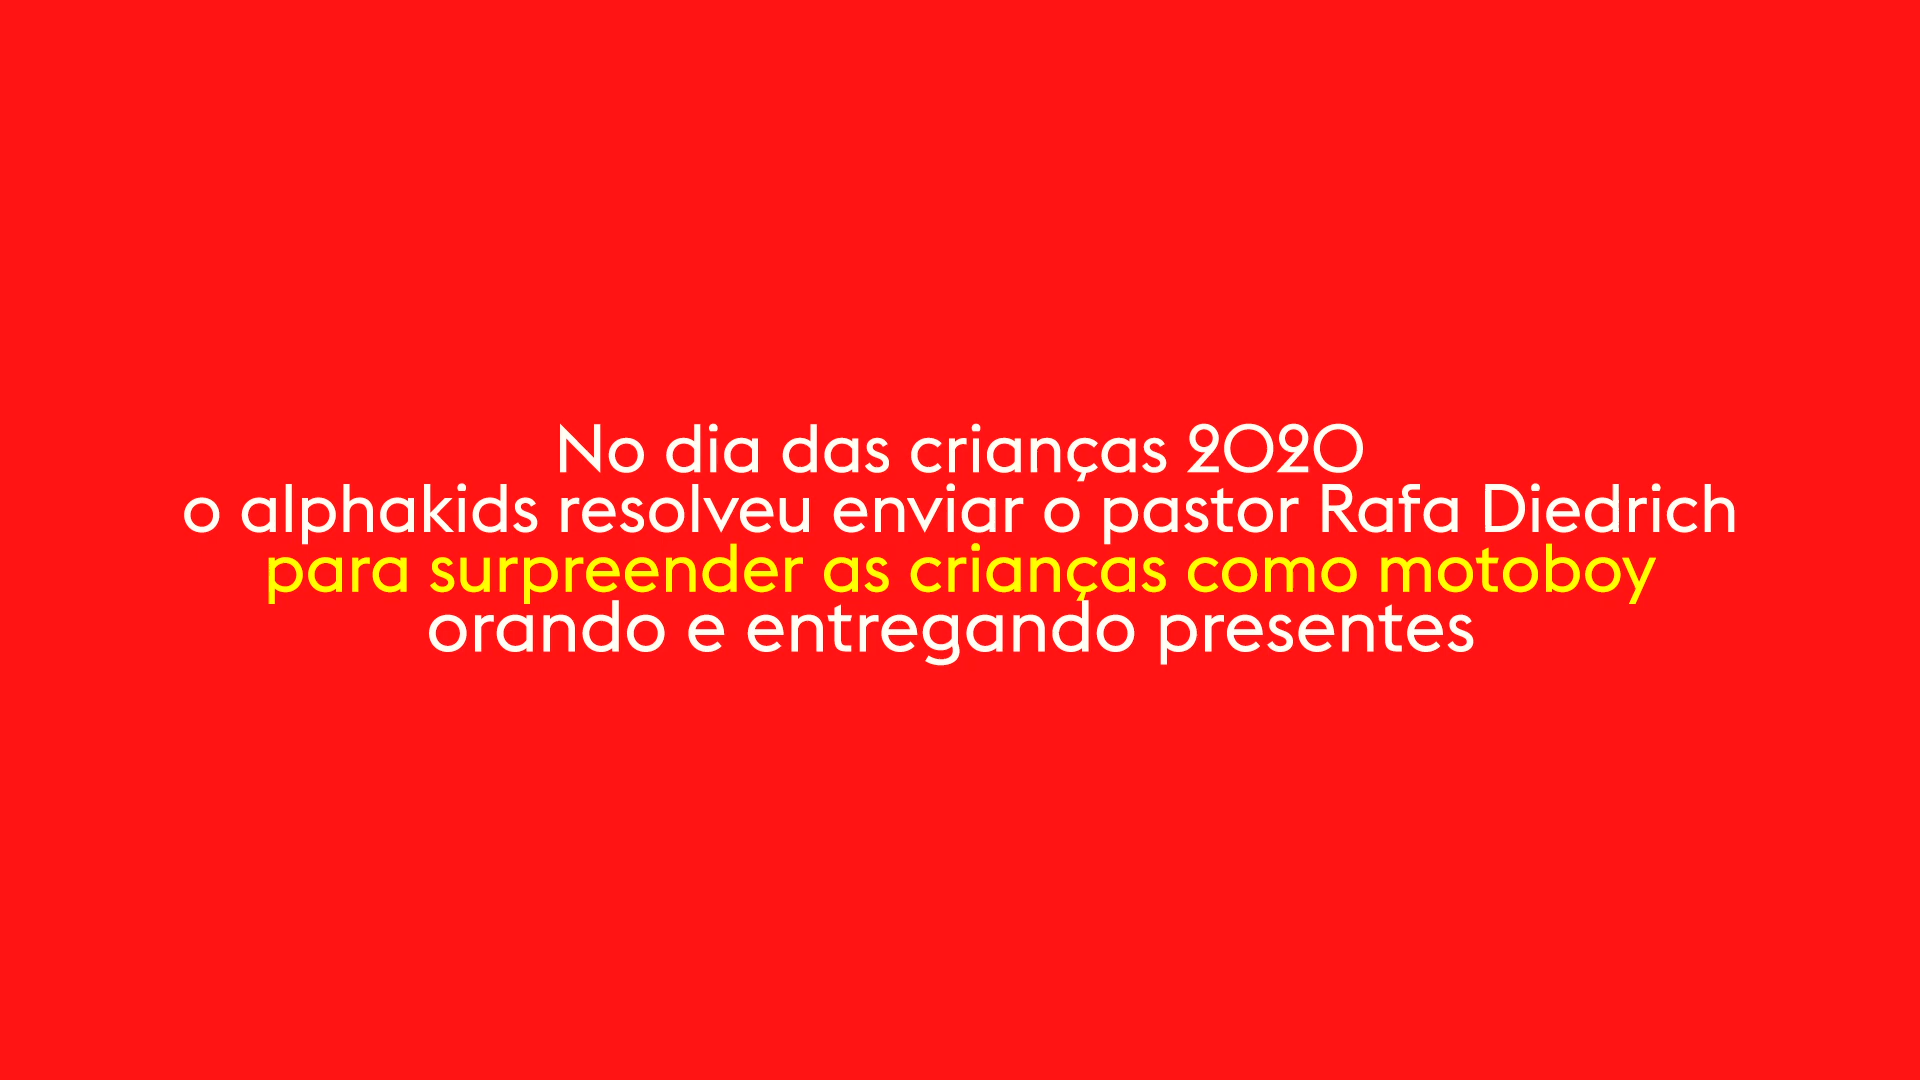 No dia das crianças 2020
o alphakids resolveu enviar o pastor Rafa Diedrich
para surpreender as crianças como motoboy
orando e entregando presentes